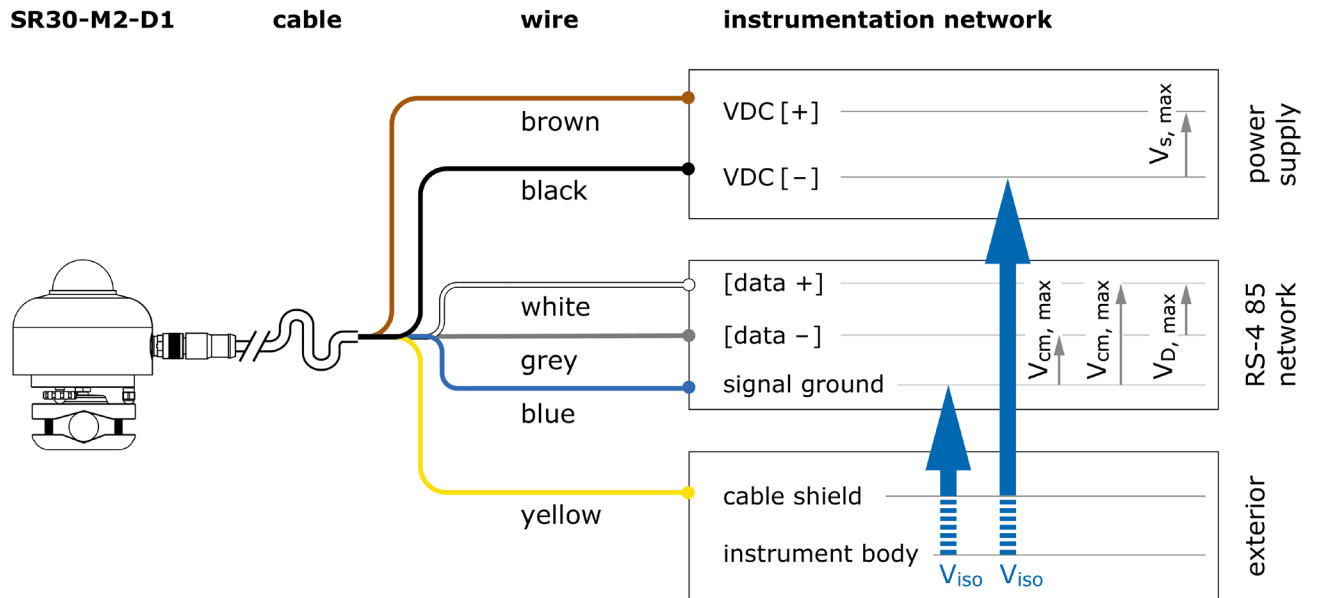 SR30-M2-D1 cable wire instrumentation network
brown
black
white
grey
blue
yellow
VDC [+]
VDC [−]
Vs, max
power
supply
[data +]
[data −]
signal ground
Vcm, max
Vcm, max
VD, max
RS-4 85
network
cable shield
instrument body
Viso
Viso
exterior